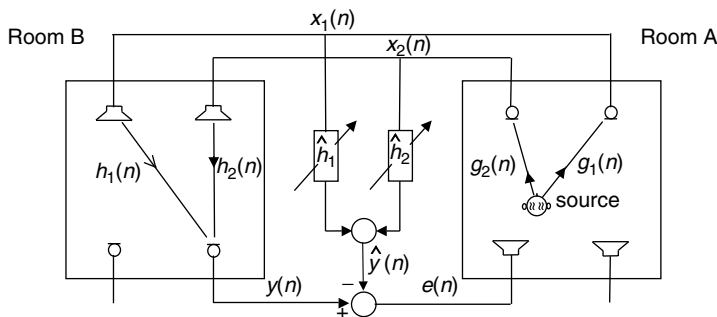 x₁(n)
Room B
x₂(n)
Room A
ĥ₁
ĥ₂
h₁(n)
h₂(n)
g₂(n)
g₁(n)
source
ŷ(n)
y(n)
−
e(n)
+